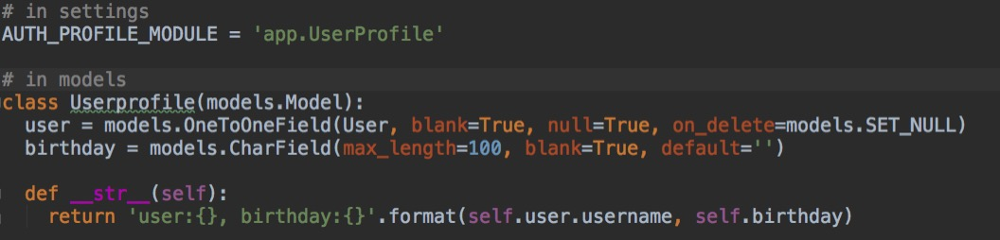 # in settings
AUTH_PROFILE_MODULE = 'app.UserProfile'
# in models
class Userprofile(models.Model):
user = models.OneToOneField(User, blank=True, null=True, on_delete=models.SET_NULL)
birthday = models.CharField(max_length=100, blank=True, default='')
def __str__(self):
return 'user:{}, birthday:{}'.format(self.user.username, self.birthday)